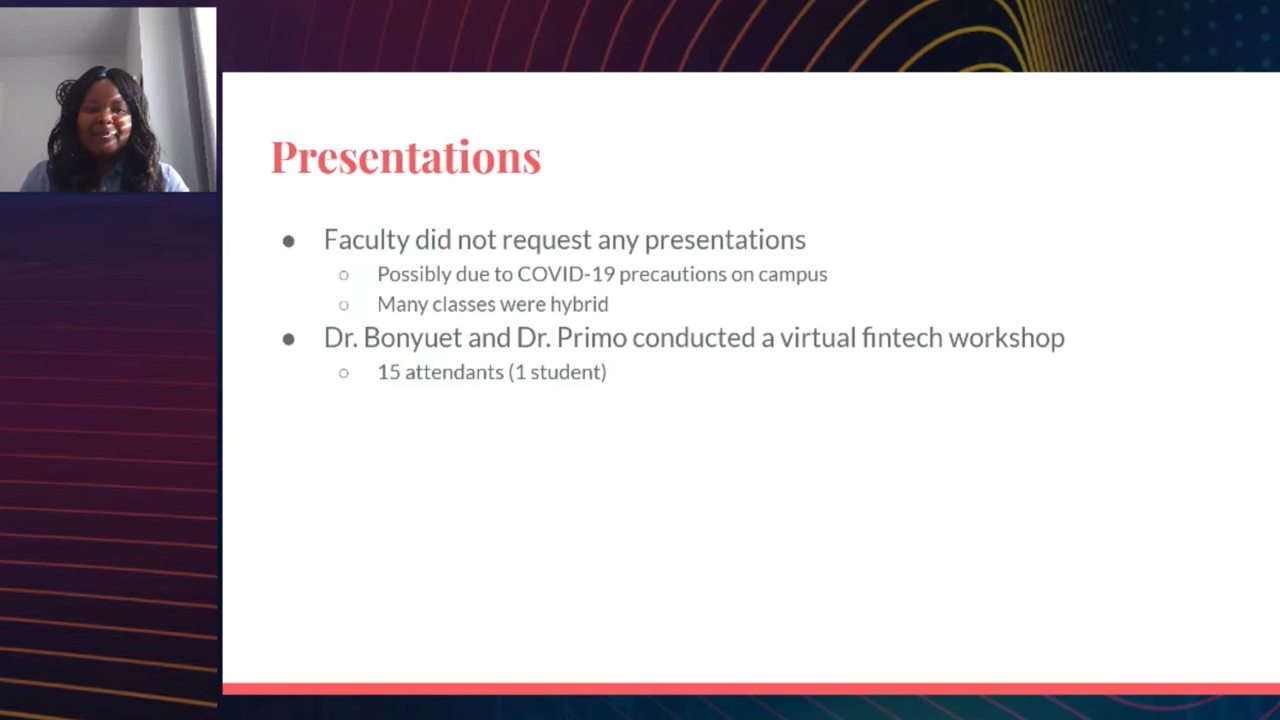 Presentations
● Faculty did not request any presentations
○ Possibly due to COVID-19 precautions on campus
○ Many classes were hybrid
● Dr. Bonyuet and Dr. Primo conducted a virtual fintech workshop
○ 15 attendants (1 student)